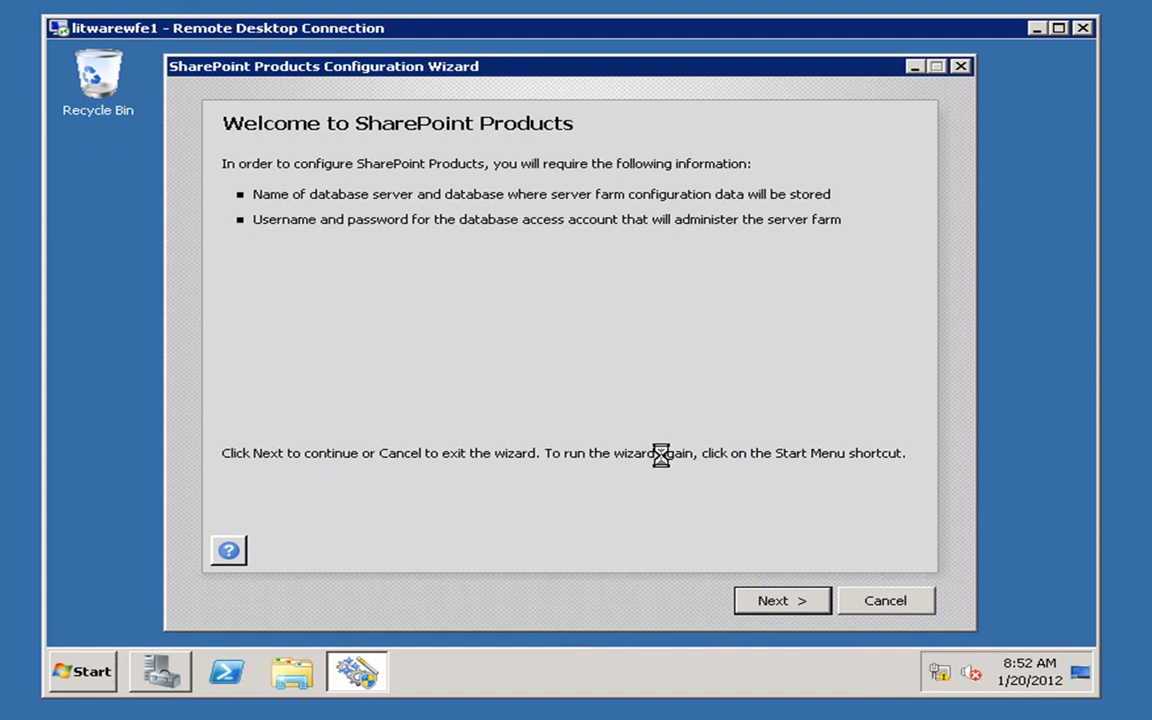 litwarewfe1 - Remote Desktop Connection
Recycle Bin
SharePoint Products Configuration Wizard
Welcome to SharePoint Products
In order to configure SharePoint Products, you will require the following information:
Name of database server and database where server farm configuration data will be stored
Username and password for the database access account that will administer the server farm
Click Next to continue or Cancel to exit the wizard. To run the wizard again, click on the Start Menu shortcut.
?
Next >
Cancel
Start
8:52 AM
1/20/2012